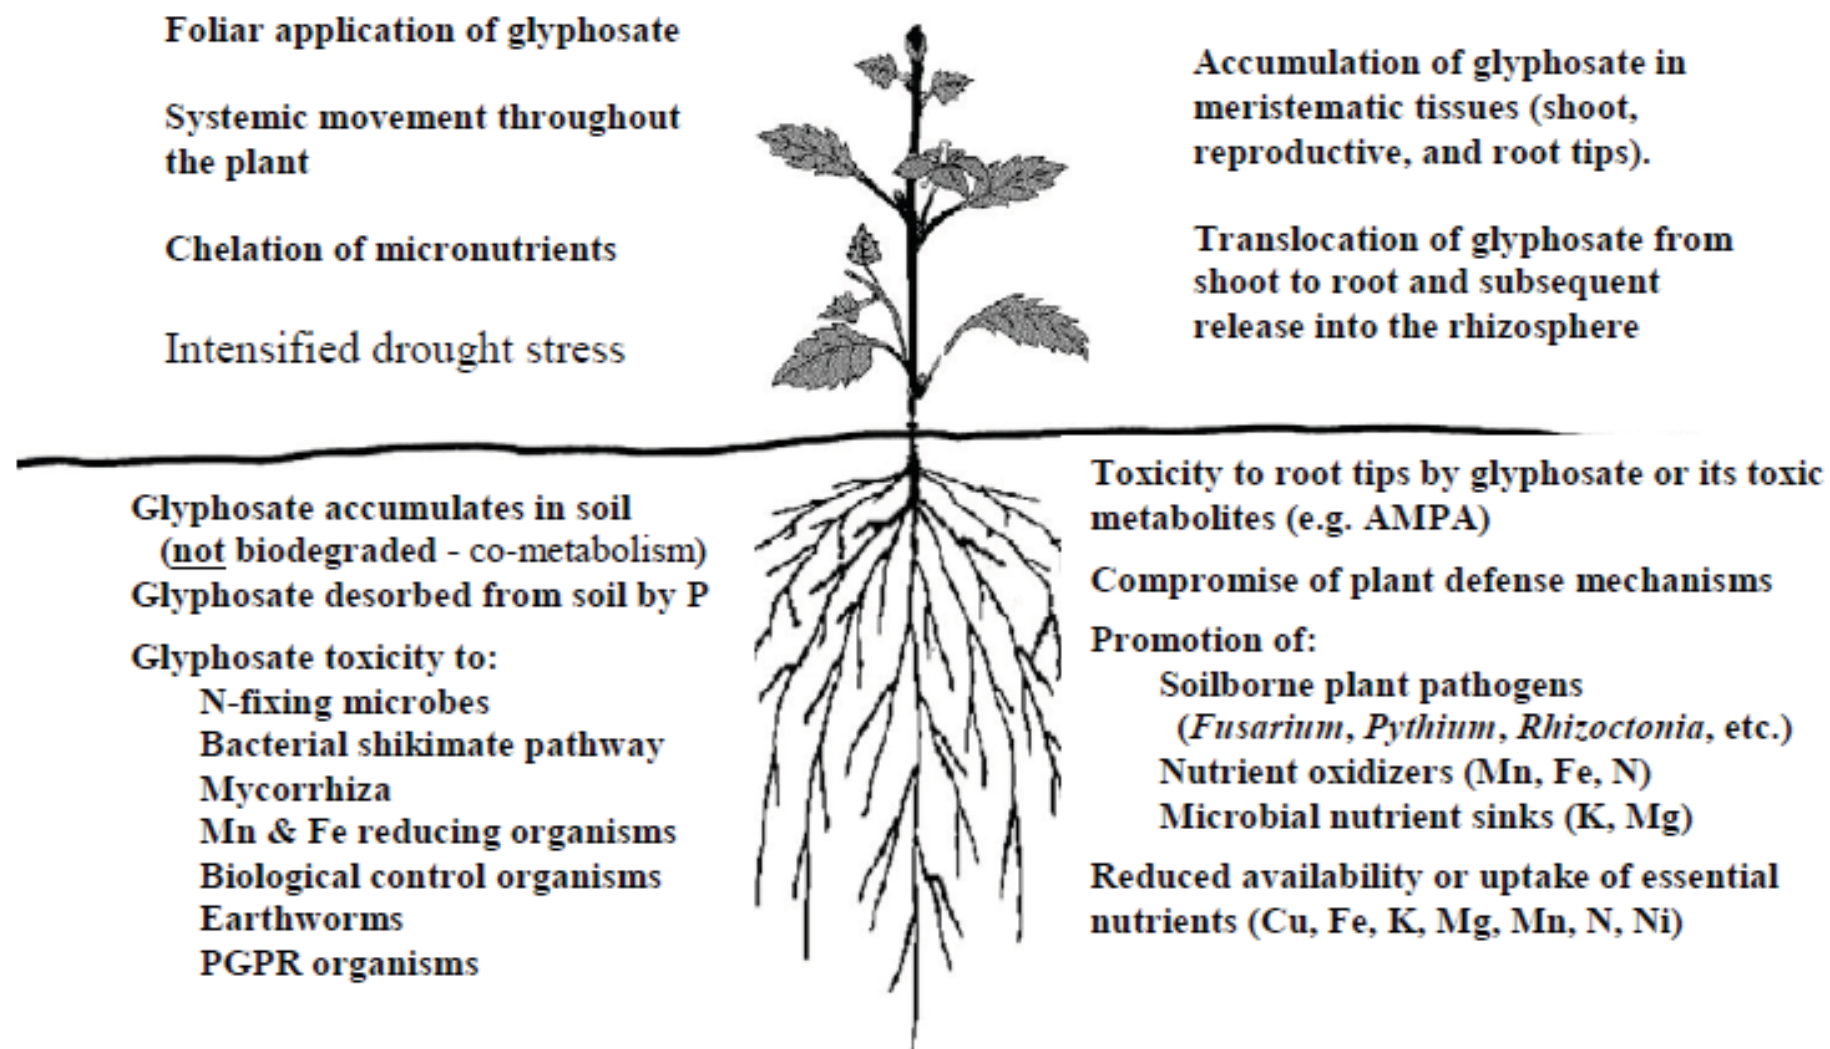 Foliar application of glyphosate
Systemic movement throughout
the plant
Chelation of micronutrients
Intensified drought stress
Accumulation of glyphosate in
meristematic tissues (shoot,
reproductive, and root tips).
Translocation of glyphosate from
shoot to root and subsequent
release into the rhizosphere
Glyphosate accumulates in soil
(not biodegraded - co-metabolism)
Glyphosate desorbed from soil by P
Glyphosate toxicity to:
N-fixing microbes
Bacterial shikimate pathway
Mycorrhiza
Mn & Fe reducing organisms
Biological control organisms
Earthworms
PGPR organisms
Toxicity to root tips by glyphosate or its toxic
metabolites (e.g. AMPA)
Compromise of plant defense mechanisms
Promotion of:
Soilborne plant pathogens
(Fusarium, Pythium, Rhizoctonia, etc.)
Nutrient oxidizers (Mn, Fe, N)
Microbial nutrient sinks (K, Mg)
Reduced availability or uptake of essential
nutrients (Cu, Fe, K, Mg, Mn, N, Ni)